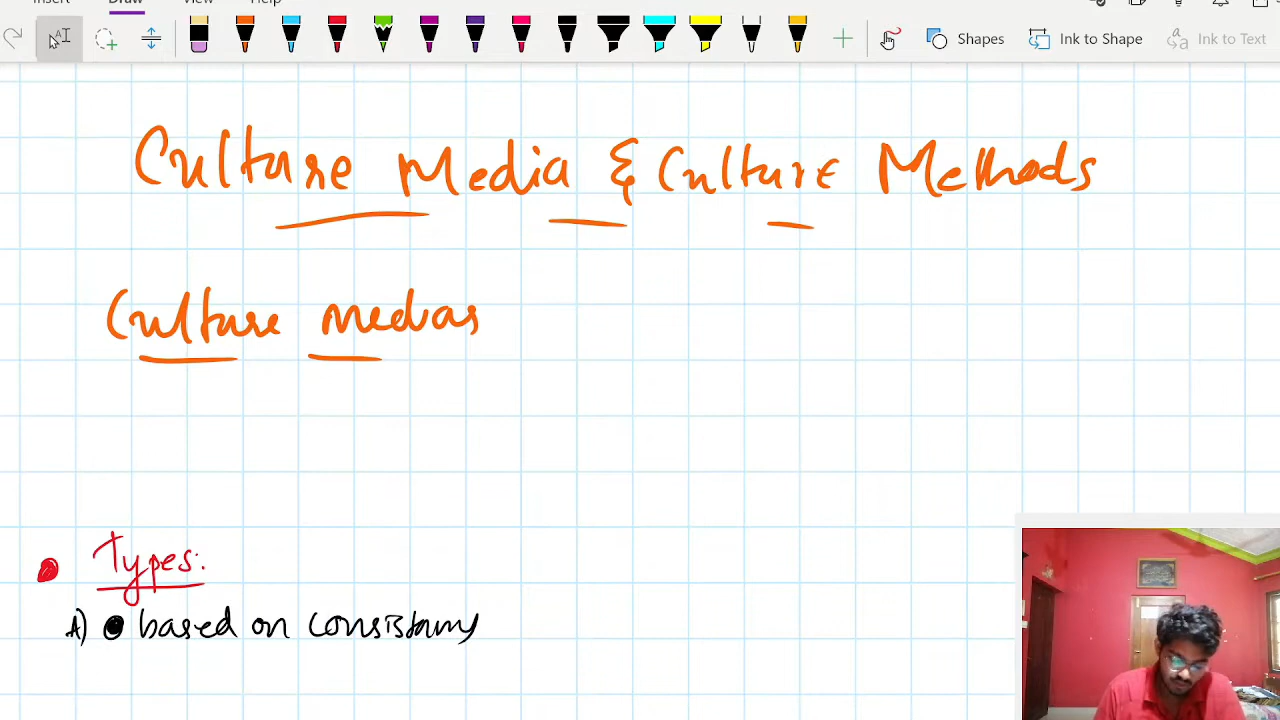 Insert Draw View Help
Shapes Ink to Shape Ink to Text
Culture Media & Culture Methods
Culture medias
Types:
A) based on consistamy